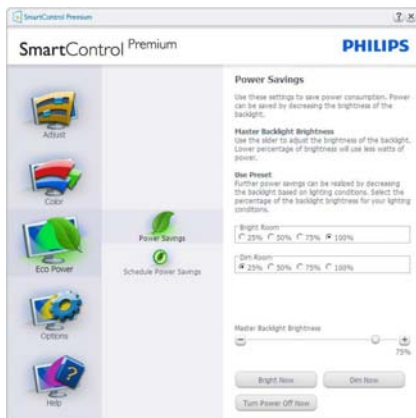 SmartControl Premium
SmartControl Premium
PHILIPS
Adjust
Color
Eco Power
Options
Help
Power Savings
Schedule Power Savings
Power Savings
Use these settings to save power consumption. Power
can be saved by decreasing the brightness of the
backlight.
Master Backlight Brightness
Use the slider to adjust the brightness of the backlight.
Lower percentage of brightness will use less watts of
power.
Use Preset
Further power savings can be realized by decreasing
the backlight based on lighting conditions. Select the
percentage of the backlight brightness for your lighting
conditions.
Bright Room
25% 50% 75% 100%
Dim Room
25% 50% 75% 100%
Master Backlight Brightness
75%
Bright Now Dim Now
Turn Power Off Now